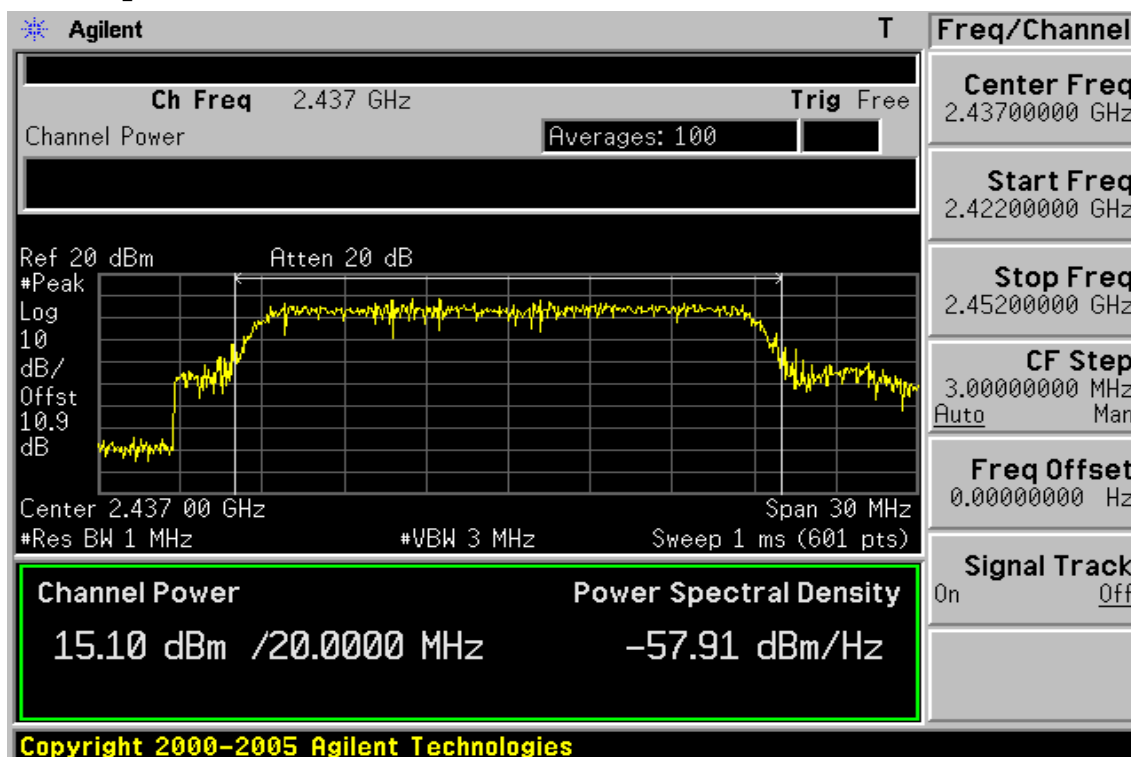 Agilent T Freq/Channel
Ch Freq 2.437 GHz Trig Free
Channel Power Averages: 100
Ref 20 dBm Atten 20 dB
#Peak
Log
10
dB/
Offst
10.9
dB
Center 2.437 00 GHz Span 30 MHz
#Res BW 1 MHz #VBW 3 MHz Sweep 1 ms (601 pts)
Channel Power Power Spectral Density
15.10 dBm /20.0000 MHz -57.91 dBm/Hz
Copyright 2000-2005 Agilent Technologies
Center Freq
2.43700000 GHz
Start Freq
2.42200000 GHz
Stop Freq
2.45200000 GHz
CF Step
3.00000000 MHz
Auto Man
Freq Offset
0.00000000 Hz
Signal Track
On Off